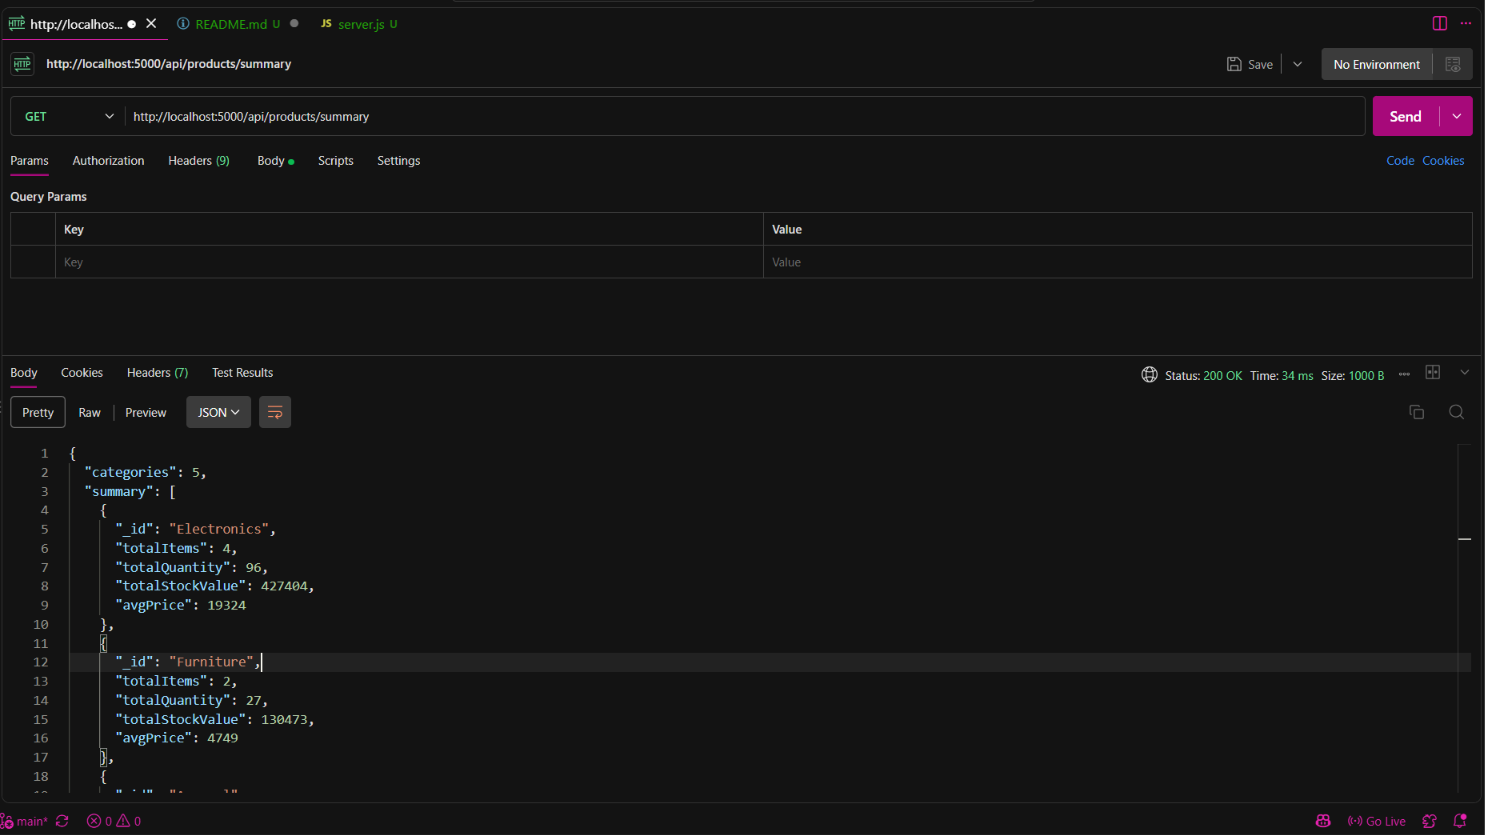 HTTP http://localhos... README.md U JS server.js U
HTTP http://localhost:5000/api/products/summary Save No Environment
GET http://localhost:5000/api/products/summary Send
Params Authorization Headers (9) Body Scripts Settings Code Cookies
Query Params
Key Value
Key Value
Body Cookies Headers (7) Test Results Status: 200 OK Time: 34 ms Size: 1000 B
Pretty Raw Preview JSON
1 {
2 "categories": 5,
3 "summary": [
4 {
5 "_id": "Electronics",
6 "totalItems": 4,
7 "totalQuantity": 96,
8 "totalStockValue": 427404,
9 "avgPrice": 19324
10 },
11 {
12 "_id": "Furniture",
13 "totalItems": 2,
14 "totalQuantity": 27,
15 "totalStockValue": 130473,
16 "avgPrice": 4749
17 },
18 {
main* 0 0 Go Live